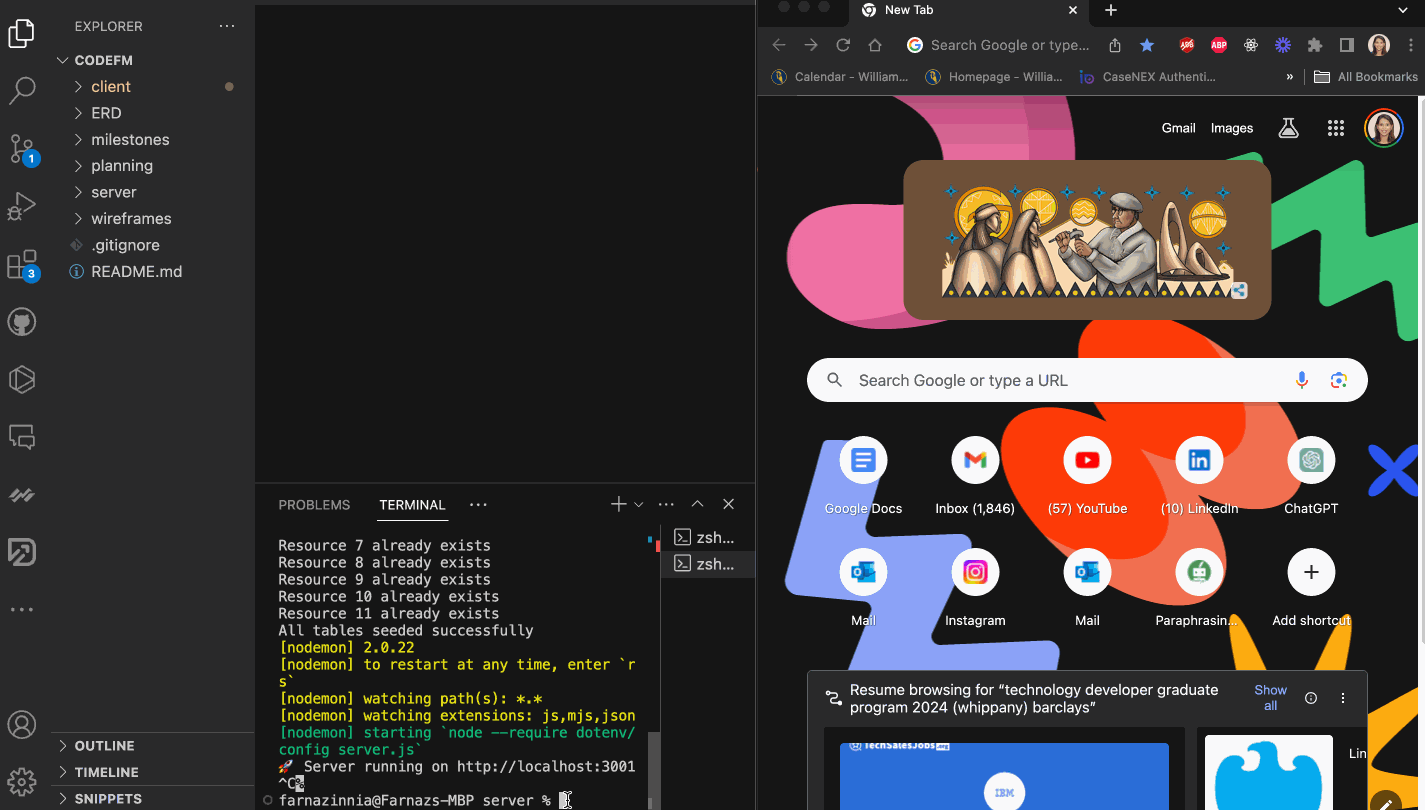 EXPLORER
CODEFM
client
ERD
milestones
planning
server
wireframes
.gitignore
README.md
1
3
OUTLINE
TIMELINE
SNIPPETS
PROBLEMS
TERMINAL
zsh...
zsh...
Resource 7 already exists
Resource 8 already exists
Resource 9 already exists
Resource 10 already exists
Resource 11 already exists
All tables seeded successfully
[nodemon] 2.0.22
[nodemon] to restart at any time, enter `r
s`
[nodemon] watching path(s): *.*
[nodemon] watching extensions: js,mjs,json
[nodemon] starting `node --require dotenv/
config server.js`
🚀 Server running on http://localhost:3001
^C%
farnazinnia@Farnazs-MBP server %
New Tab
Search Google or type...
ABP
Calendar - William...
Homepage - Willia...
CaseNEX Authenti...
»
All Bookmarks
Gmail
Images
Search Google or type a URL
Google Docs
Inbox (1,846)
(57) YouTube
(10) LinkedIn
ChatGPT
Mail
Instagram
Mail
Paraphrasin...
Add shortcut
Resume browsing for “technology developer graduate
program 2024 (whippany) barclays”
Show
all
TechSalesJobs
IBM
Lin